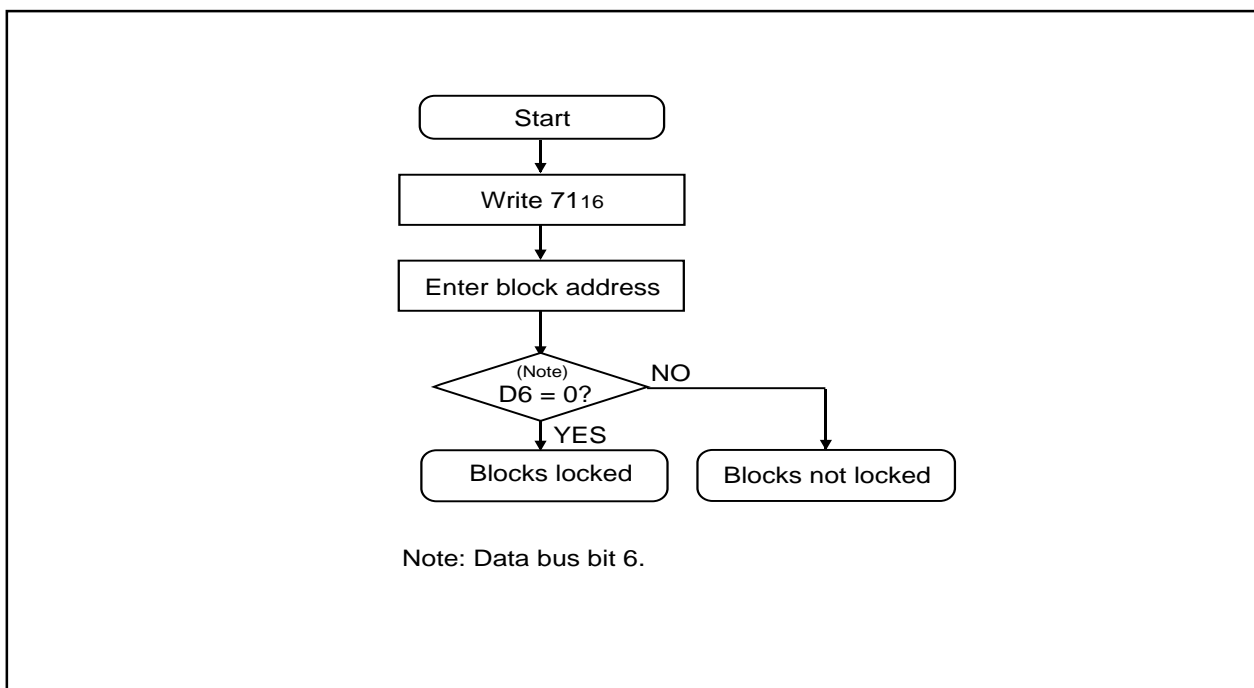 Start
Write 71₁₆
Enter block address
(Note)
D6 = 0?
NO
YES
Blocks locked
Blocks not locked
Note: Data bus bit 6.